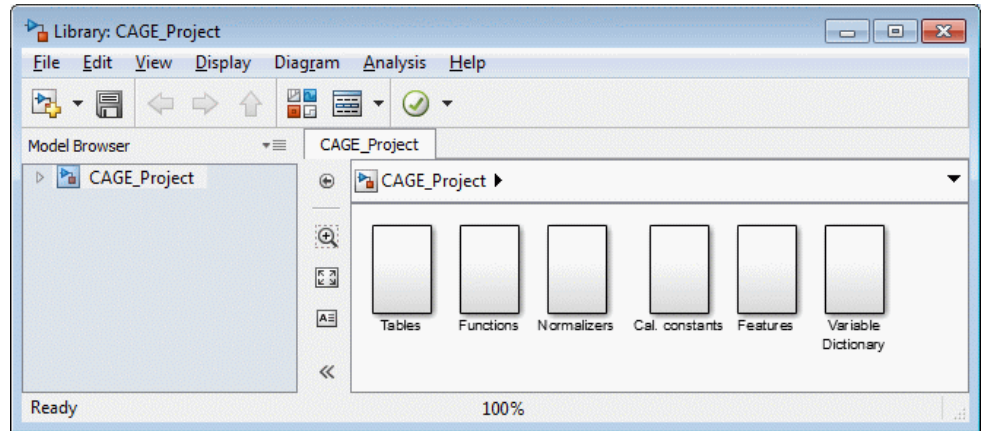 Library: CAGE_Project
File Edit View Display Diagram Analysis Help
Model Browser
CAGE_Project
CAGE_Project
CAGE_Project
Tables Functions Normalizers Cal. constants Features Variable Dictionary
Ready 100%